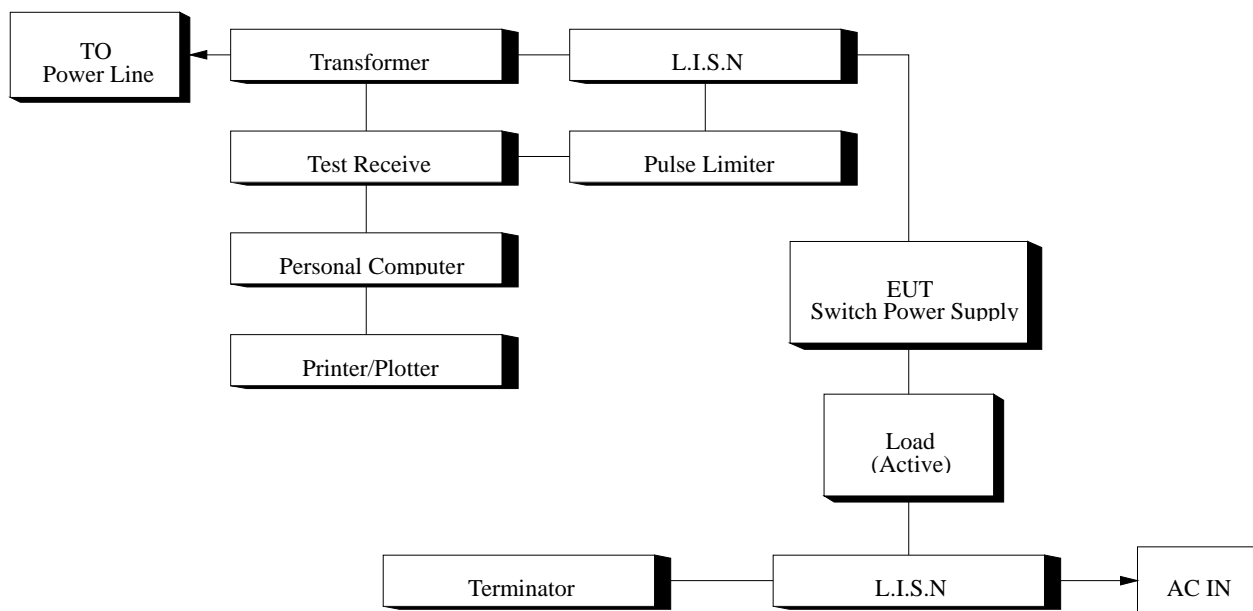 TO
Power Line
Transformer
L.I.S.N
Test Receive
Pulse Limiter
Personal Computer
EUT
Switch Power Supply
Printer/Plotter
Load
(Active)
Terminator
L.I.S.N
AC IN